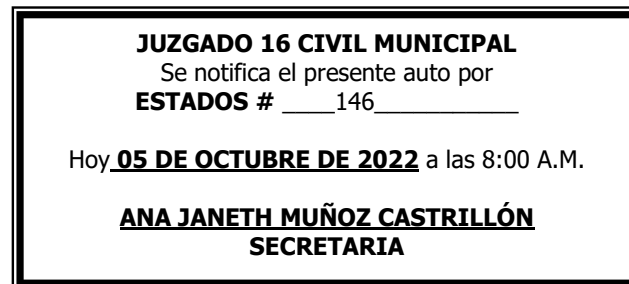 JUZGADO 16 CIVIL MUNICIPAL
Se notifica el presente auto por
ESTADOS # ____146___________
Hoy 05 DE OCTUBRE DE 2022 a las 8:00 A.M.
ANA JANETH MUÑOZ CASTRILLÓN
SECRETARIA